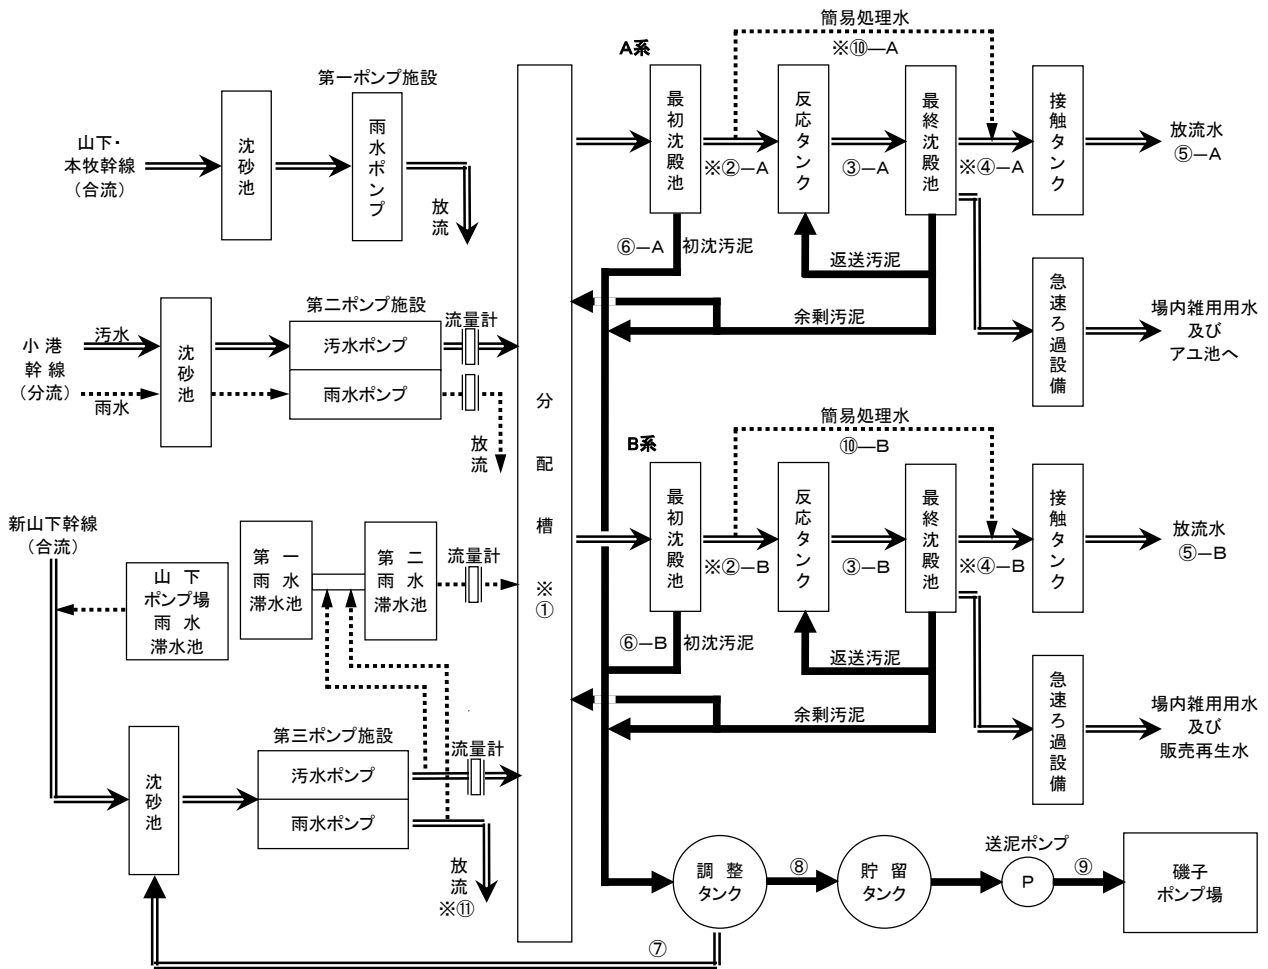 簡易処理水
※⑩－A
A系
第一ポンプ施設
山下・
本牧幹線
（合流）
沈砂池
雨水ポンプ
放流
最初沈殿池
※②－A
反応タンク
③－A
最終沈殿池
※④－A
接触タンク
放流水
⑤－A
⑥－A
初沈汚泥
返送汚泥
余剰汚泥
急速ろ過設備
場内雑用用水
及び
アユ池へ
第二ポンプ施設
流量計
小港
幹線
（分流）
汚水
雨水
沈砂池
汚水ポンプ
雨水ポンプ
放流
分配槽
※①
簡易処理水
⑩－B
B系
最初沈殿池
※②－B
反応タンク
③－B
最終沈殿池
※④－B
接触タンク
放流水
⑤－B
⑥－B
初沈汚泥
返送汚泥
余剰汚泥
急速ろ過設備
場内雑用用水
及び
販売再生水
新山下幹線
（合流）
山下
ポンプ場
雨水
滞水池
第一
雨水
滞水池
第二
雨水
滞水池
流量計
第三ポンプ施設
流量計
沈砂池
汚水ポンプ
雨水ポンプ
放流
※⑪
調整
タンク
⑧
貯留
タンク
送泥ポンプ
P
⑨
磯子
ポンプ場
⑦